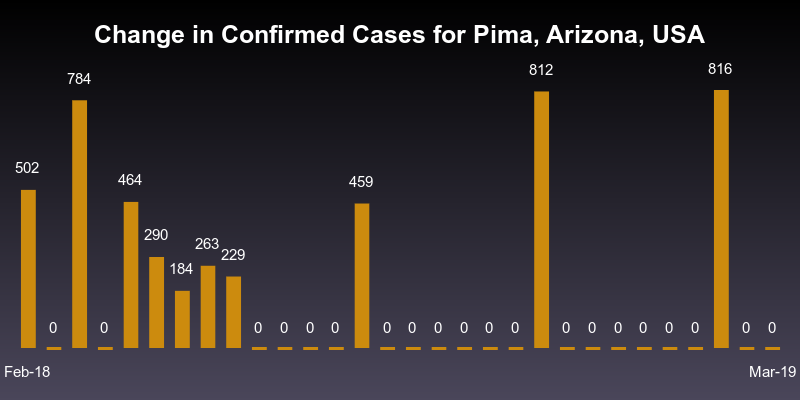 Change in Confirmed Cases for Pima, Arizona, USA
502 0 784 0 464 290 184 263 229 0 0 0 0 459 0 0 0 0 0 0 812 0 0 0 0 0 0 816 0 0
Feb-18 Mar-19